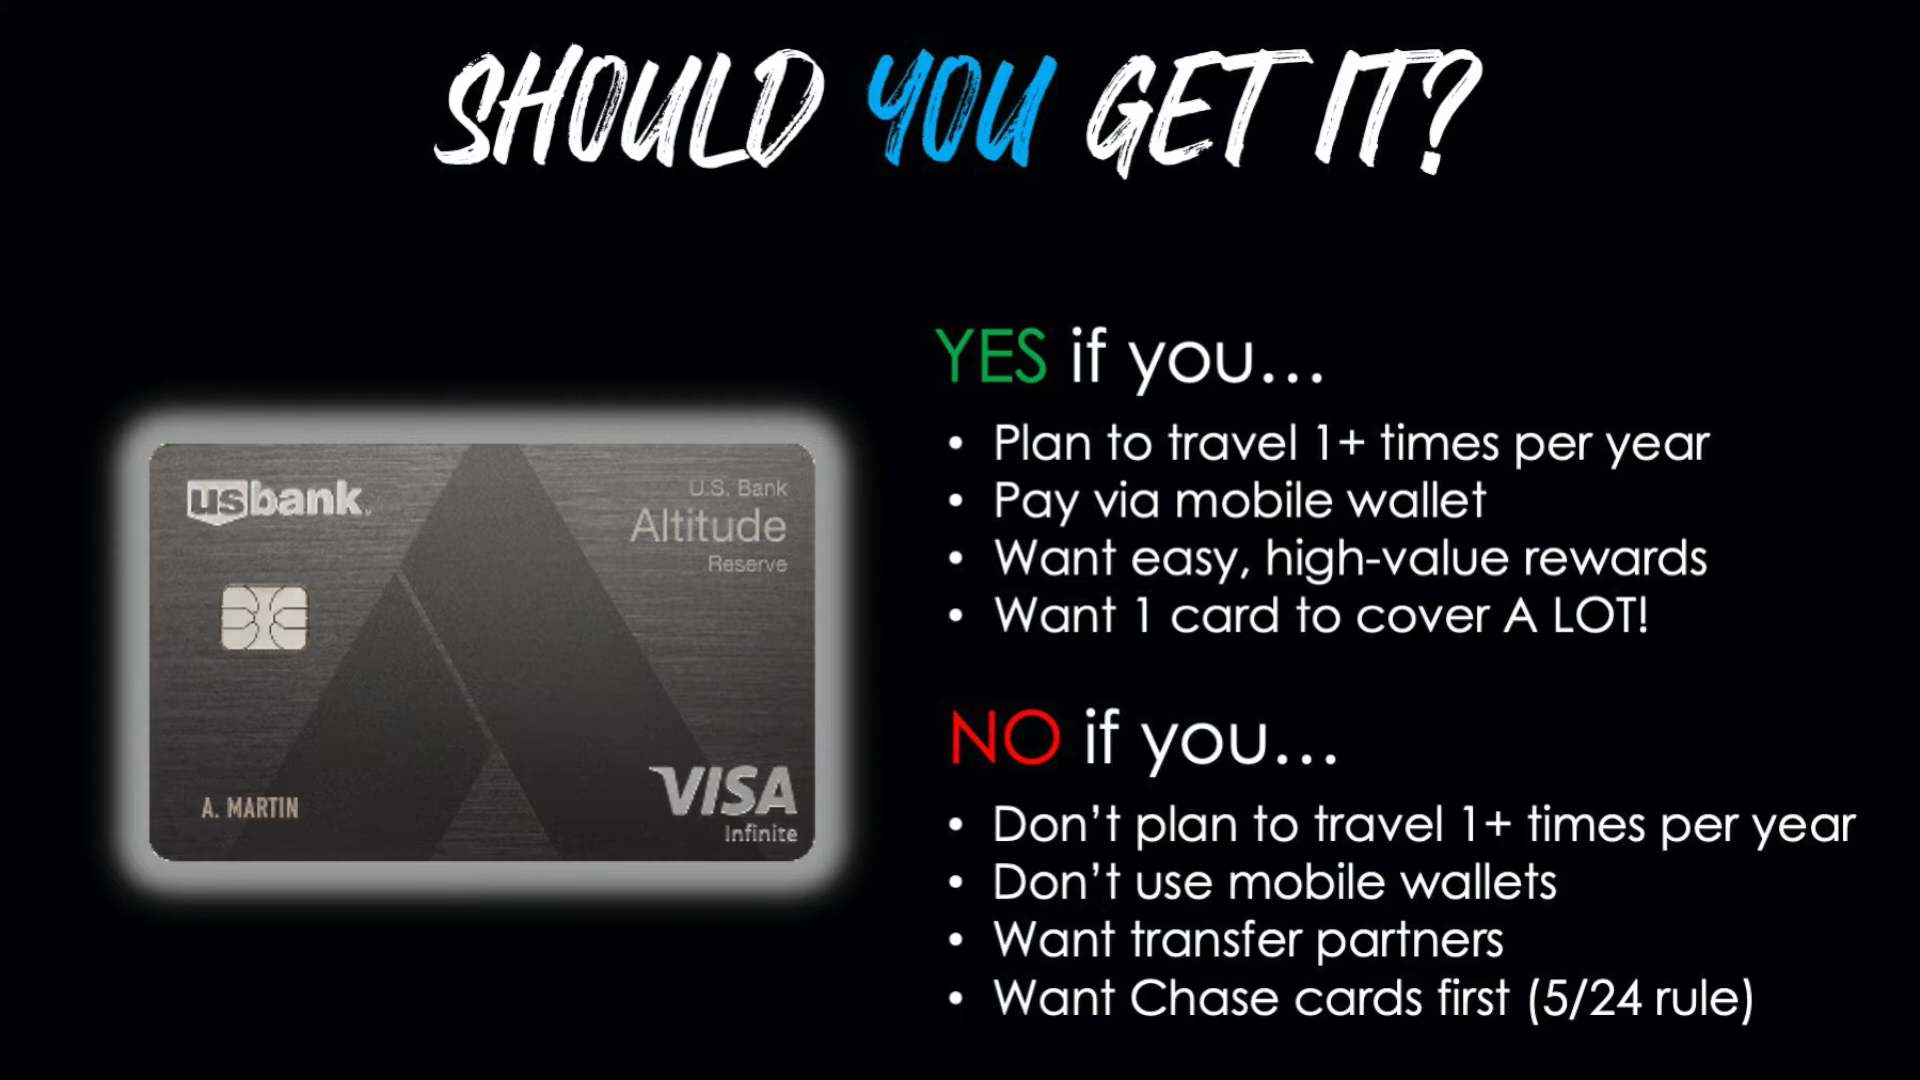 SHOULD YOU GET IT?
usbank.
U.S. Bank
Altitude
Reserve
A. MARTIN
VISA
Infinite
YES if you...
• Plan to travel 1+ times per year
• Pay via mobile wallet
• Want easy, high-value rewards
• Want 1 card to cover A LOT!
NO if you...
• Don’t plan to travel 1+ times per year
• Don’t use mobile wallets
• Want transfer partners
• Want Chase cards first (5/24 rule)